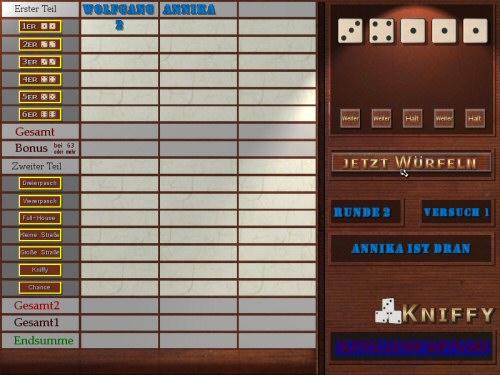 Erster Teil WOLFGANG ANNIKA
1ER 2
2ER
3ER
4ER
5ER
6ER
Gesamt
Bonus bei 63 oder mehr
Zweiter Teil
Dreierpasch
Viererpasch
Full-House
Kleine Straße
Große Straße
Kniffy
Chance
Gesamt2
Gesamt1
Endsumme
Weiter Weiter Halt Weiter Halt
JETZT WÜRFELN
RUNDE 2 VERSUCH 1
ANNIKA IST DRAN
KNIFFY